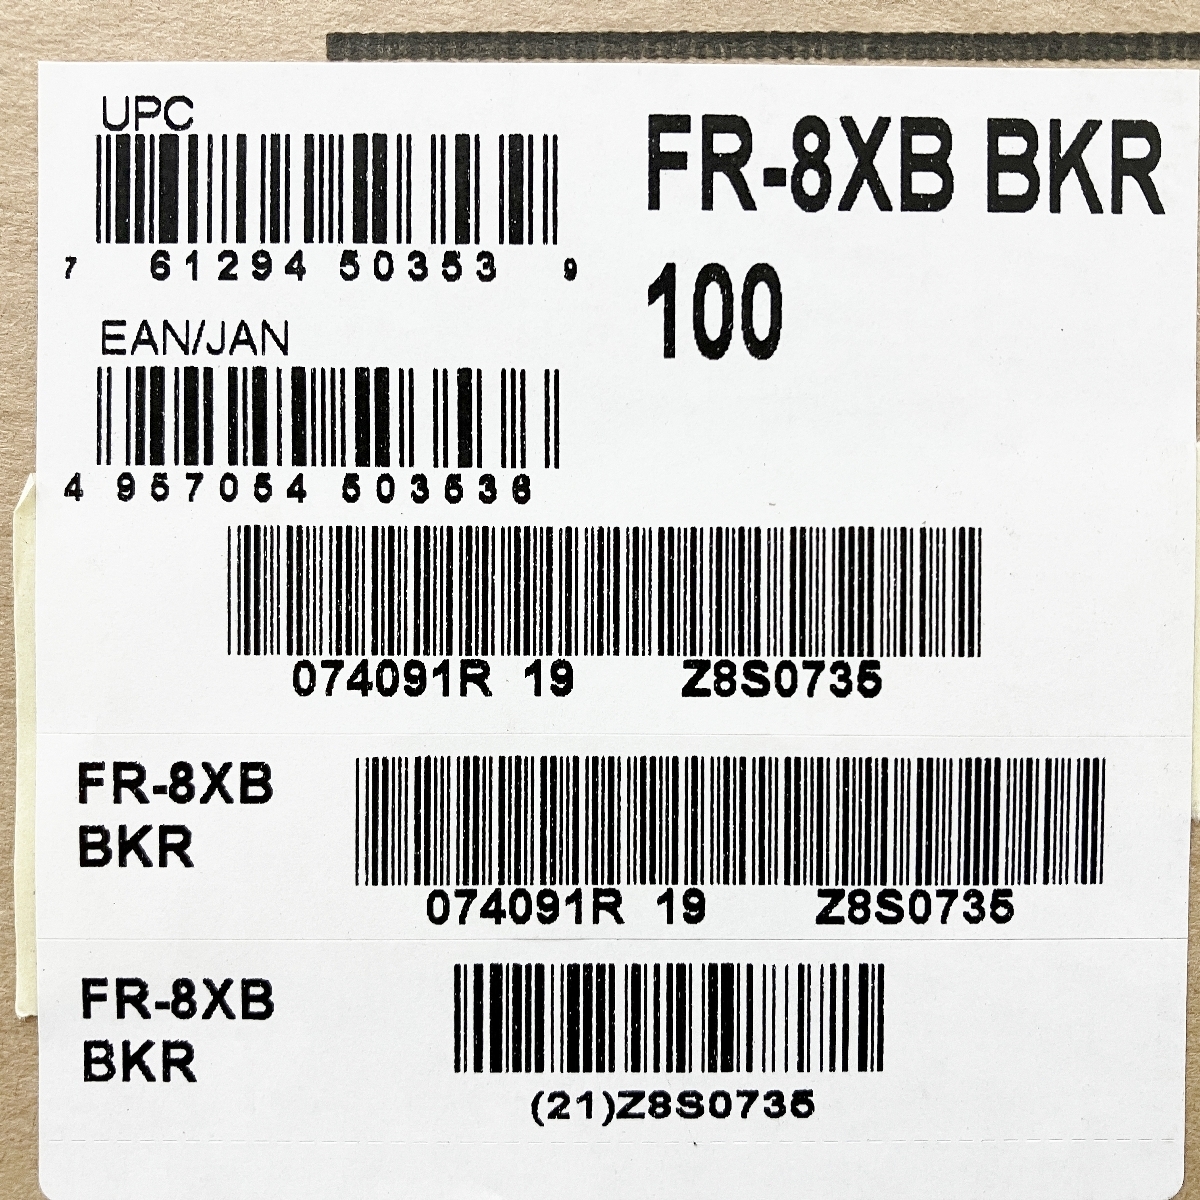 UPC
7 61294 50353 9
FR-8XB BKR
100
EAN/JAN
4 957054 503536
074091R 19 Z8S0735
FR-8XB
BKR
074091R 19 Z8S0735
FR-8XB
BKR
(21)Z8S0735